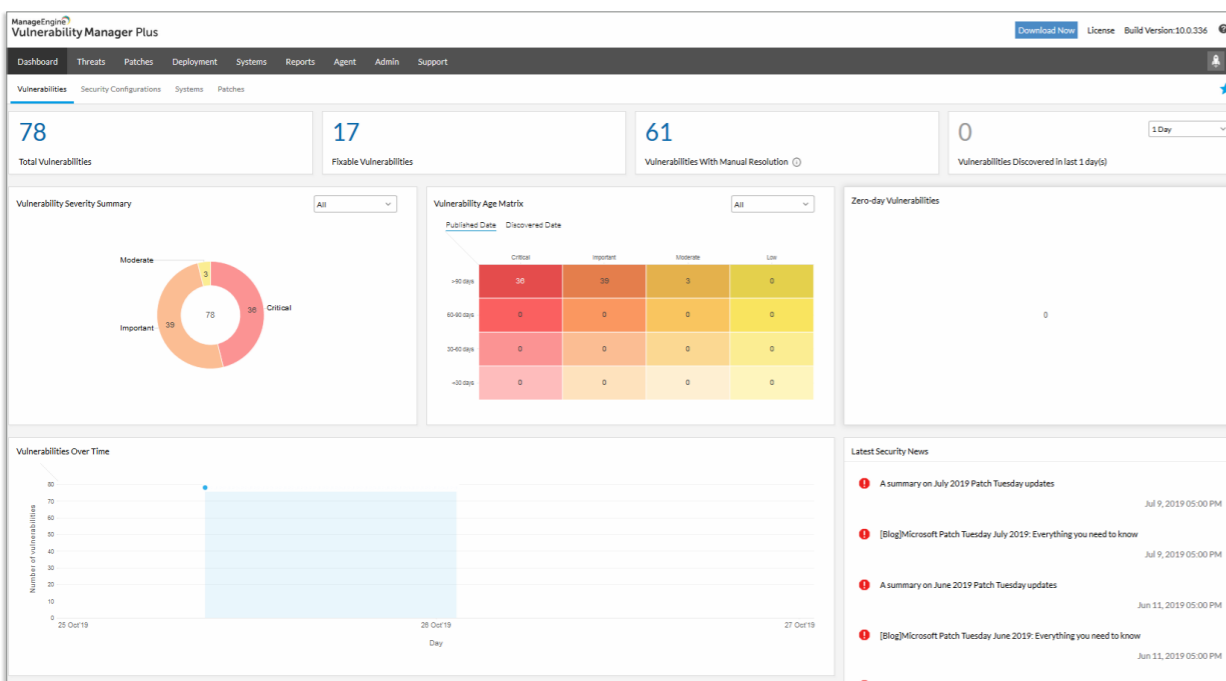 ManageEngine
Vulnerability Manager Plus
Download Now License Build Version:10.0.336
Dashboard Threats Patches Deployment Systems Reports Agent Admin Support
Vulnerabilities Security Configurations Systems Patches
78
Total Vulnerabilities
17
Fixable Vulnerabilities
61
Vulnerabilities With Manual Resolution
0
1 Day
Vulnerabilities Discovered in last 1 day(s)
Vulnerability Severity Summary
All
Moderate
3
Important
39
78
36
Critical
Vulnerability Age Matrix
All
Published Date Discovered Date
Critical Important Moderate Low
>90 days 36 39 3 0
60-90 days 0 0 0 0
30-60 days 0 0 0 0
<30 days 0 0 0 0
Zero-day Vulnerabilities
0
Vulnerabilities Over Time
Number of vulnerabilities
80
70
60
50
40
30
20
10
0
25 Oct'19 26 Oct'19 27 Oct'19
Day
Latest Security News
A summary on July 2019 Patch Tuesday updates
Jul 9, 2019 05:00 PM
[Blog]Microsoft Patch Tuesday July 2019: Everything you need to know
Jul 9, 2019 05:00 PM
A summary on June 2019 Patch Tuesday updates
Jun 11, 2019 05:00 PM
[Blog]Microsoft Patch Tuesday June 2019: Everything you need to know
Jun 11, 2019 05:00 PM